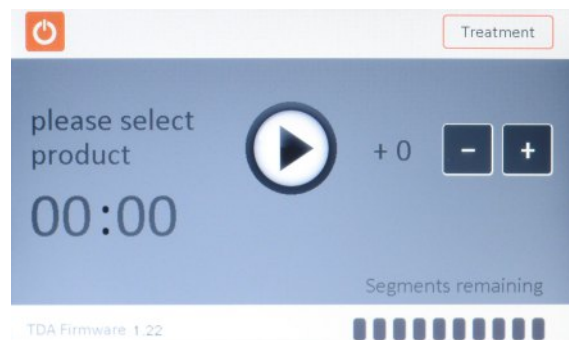 Treatment
please select
product
+ 0
- +
00:00
Segments remaining
TDA Firmware 1.22